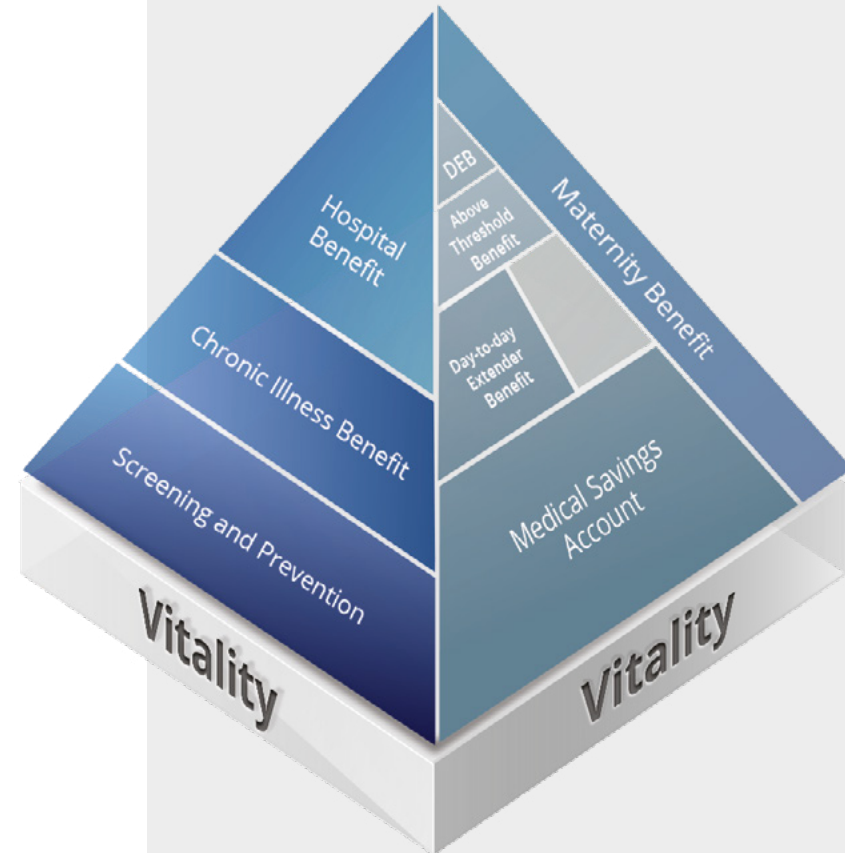 Hospital
Benefit
Chronic Illness Benefit
Screening and Prevention
Vitality
DEB
Above
Threshold
Benefit
Day-to-day
Extender
Benefit
Medical Savings
Account
Maternity Benefit
Vitality